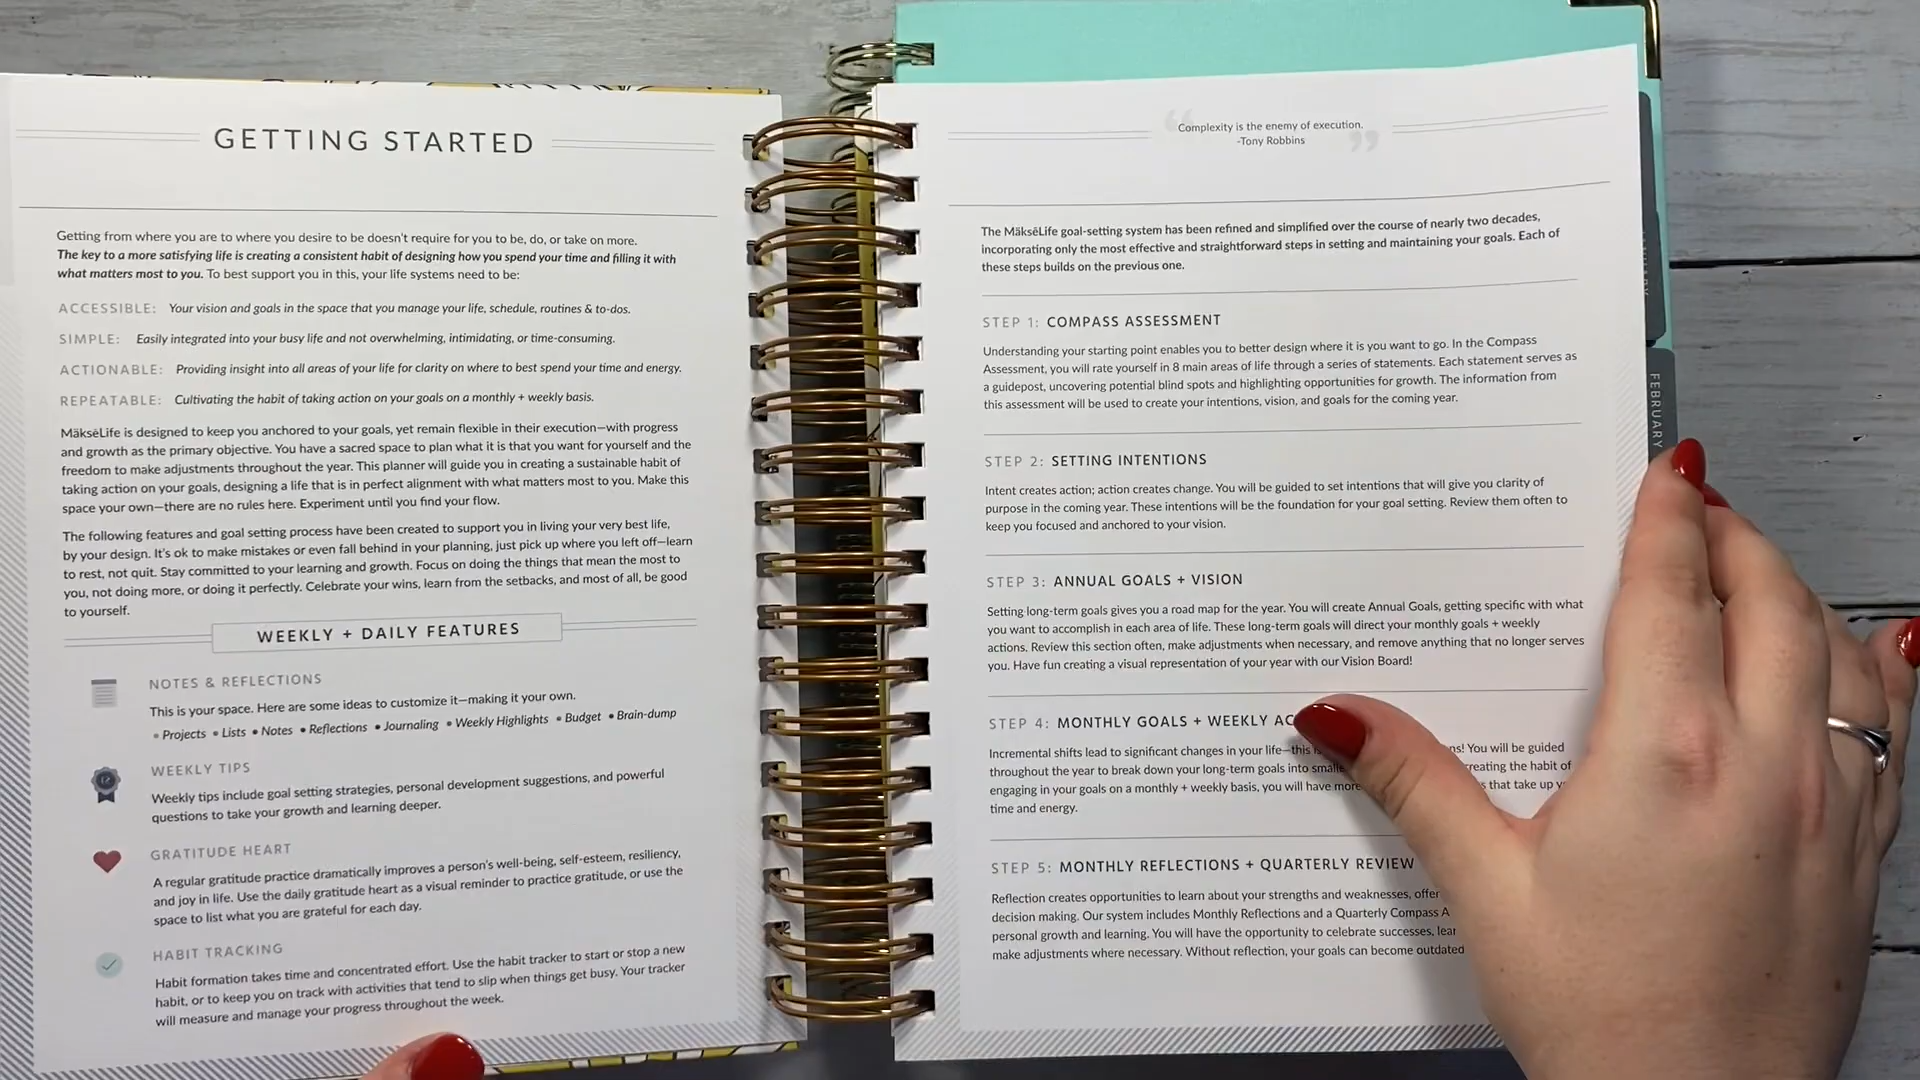 GETTING STARTED
Getting from where you are to where you desire to be doesn't require for you to be, do, or take on more.
The key to a more satisfying life is creating a consistent habit of designing how you spend your time and filling it with
what matters most to you. To best support you in this, your life systems need to be:
ACCESSIBLE: Your vision and goals in the space that you manage your life, schedule, routines & to-dos.
SIMPLE: Easily integrated into your busy life and not overwhelming, intimidating, or time-consuming.
ACTIONABLE: Providing insight into all areas of your life for clarity on where to best spend your time and energy.
REPEATABLE: Cultivating the habit of taking action on your goals on a monthly + weekly basis.
MäksēLife is designed to keep you anchored to your goals, yet remain flexible in their execution—with progress
and growth as the primary objective. You have a sacred space to plan what it is that you want for yourself and the
freedom to make adjustments throughout the year. This planner will guide you in creating a sustainable habit of
taking action on your goals, designing a life that is in perfect alignment with what matters most to you. Make this
space your own—there are no rules here. Experiment until you find your flow.
The following features and goal setting process have been created to support you in living your very best life,
by your design. It's ok to make mistakes or even fall behind in your planning, just pick up where you left off—learn
to rest, not quit. Stay committed to your learning and growth. Focus on doing the things that mean the most to
you, not doing more, or doing it perfectly. Celebrate your wins, learn from the setbacks, and most of all, be good
to yourself.
WEEKLY + DAILY FEATURES
NOTES & REFLECTIONS
This is your space. Here are some ideas to customize it—making it your own.
• Projects • Lists • Notes • Reflections • Journaling • Weekly Highlights • Budget • Brain-dump
WEEKLY TIPS
Weekly tips include goal setting strategies, personal development suggestions, and powerful
questions to take your growth and learning deeper.
GRATITUDE HEART
A regular gratitude practice dramatically improves a person's well-being, self-esteem, resiliency,
and joy in life. Use the daily gratitude heart as a visual reminder to practice gratitude, or use the
space to list what you are grateful for each day.
HABIT TRACKING
Habit formation takes time and concentrated effort. Use the habit tracker to start or stop a new
habit, or to keep you on track with activities that tend to slip when things get busy. Your tracker
will measure and manage your progress throughout the week.
Complexity is the enemy of execution.
-Tony Robbins
The MäksēLife goal-setting system has been refined and simplified over the course of nearly two decades,
incorporating only the most effective and straightforward steps in setting and maintaining your goals. Each of
these steps builds on the previous one.
STEP 1: COMPASS ASSESSMENT
Understanding your starting point enables you to better design where it is you want to go. In the Compass
Assessment, you will rate yourself in 8 main areas of life through a series of statements. Each statement serves as
a guidepost, uncovering potential blind spots and highlighting opportunities for growth. The information from
this assessment will be used to create your intentions, vision, and goals for the coming year.
STEP 2: SETTING INTENTIONS
Intent creates action; action creates change. You will be guided to set intentions that will give you clarity of
purpose in the coming year. These intentions will be the foundation for your goal setting. Review them often to
keep you focused and anchored to your vision.
STEP 3: ANNUAL GOALS + VISION
Setting long-term goals gives you a road map for the year. You will create Annual Goals, getting specific with what
you want to accomplish in each area of life. These long-term goals will direct your monthly goals + weekly
actions. Review this section often, make adjustments when necessary, and remove anything that no longer serves
you. Have fun creating a visual representation of your year with our Vision Board!
STEP 4: MONTHLY GOALS + WEEKLY
Incremental shifts lead to significant changes in your life—this You will be guided
throughout the year to break down your long-term goals into the habit of
engaging in your goals on a monthly + weekly basis, you will have more that take up
time and energy.
STEP 5: MONTHLY REFLECTIONS + QUARTERLY REVIEW
Reflection creates opportunities to learn about your strengths and weaknesses,
decision making. Our system includes Monthly Reflections and a Quarterly Compass
personal growth and learning. You will have the opportunity to celebrate successes,
make adjustments where necessary. Without reflection, your goals can become outdated
FEBRUARY